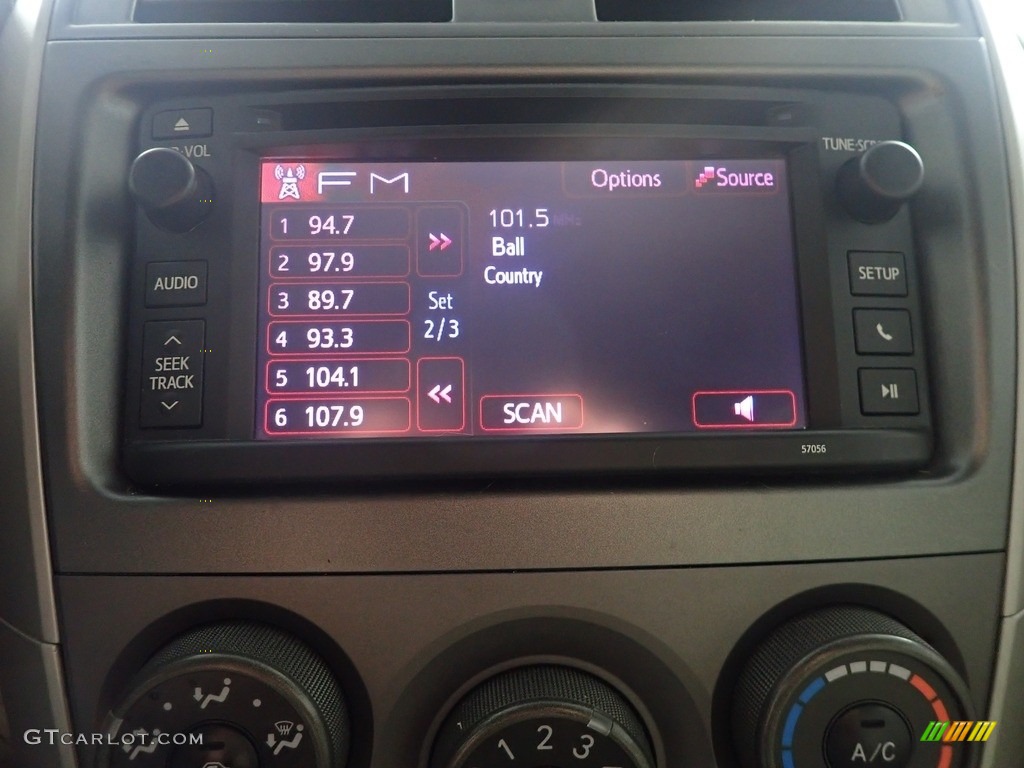 PWR·VOL
TUNE·SCROLL
FM
Options
Source
1 94.7
2 97.9
3 89.7
4 93.3
5 104.1
6 107.9
>>
Set
2/3
<<
101.5 MHz
Ball
Country
SCAN
AUDIO
SEEK
TRACK
SETUP
57056
1 2 3
A/C
GTCARLOT.COM